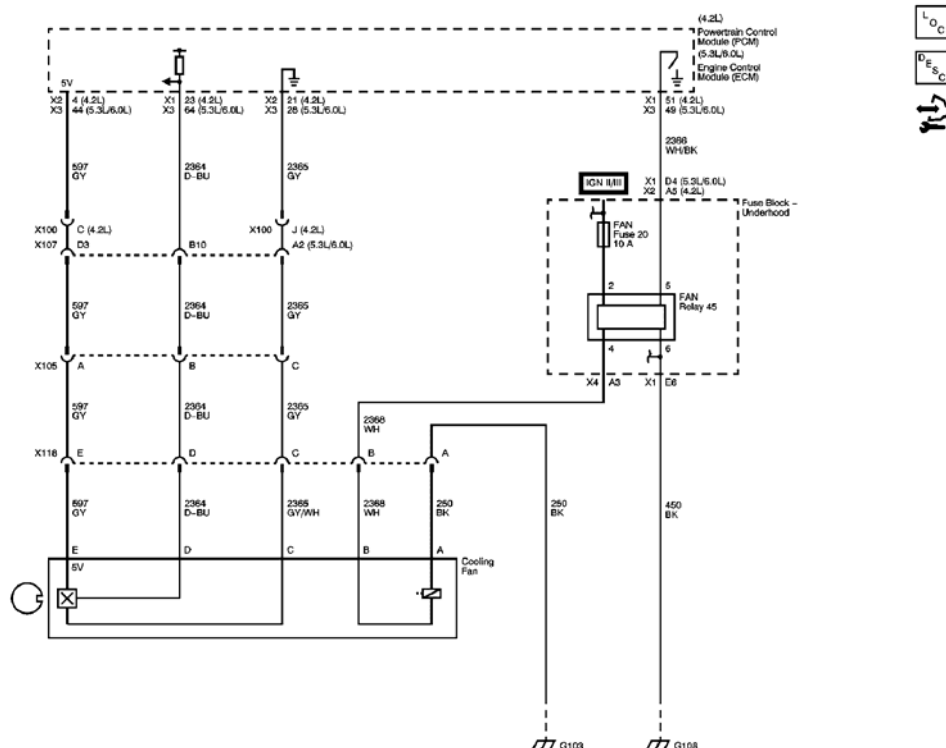 (4.2L)
Powertrain Control
Module (PCM)
(5.3L/6.0L)
Engine Control
Module (ECM)
LOC
DESC
5V
X2 4 (4.2L)
X3 44 (5.3L/6.0L)
X1 23 (4.2L)
X3 64 (5.3L/6.0L)
X2 21 (4.2L)
X3 28 (5.3L/6.0L)
X1 51 (4.2L)
X3 49 (5.3L/6.0L)
2366
WH/BK
597
GY
2364
D-BU
2365
GY
IGN II/III
X1 D4 (5.3L/6.0L)
X2 A5 (4.2L)
Fuse Block -
Underhood
FAN
Fuse 20
10 A
X100 C (4.2L)
X107 D3
B10
X100 J (4.2L)
A2 (5.3L/6.0L)
2
5
FAN
Relay 45
4
6
597
GY
2364
D-BU
2365
GY
X105 A
B
C
X4 A3
X1 E6
597
GY
2364
D-BU
2365
GY
2368
WH
X118 E
D
C
B
A
597
GY
2364
D-BU
2365
GY/WH
2368
WH
250
BK
250
BK
450
BK
E
D
C
B
A
5V
Cooling
Fan
G103
G108